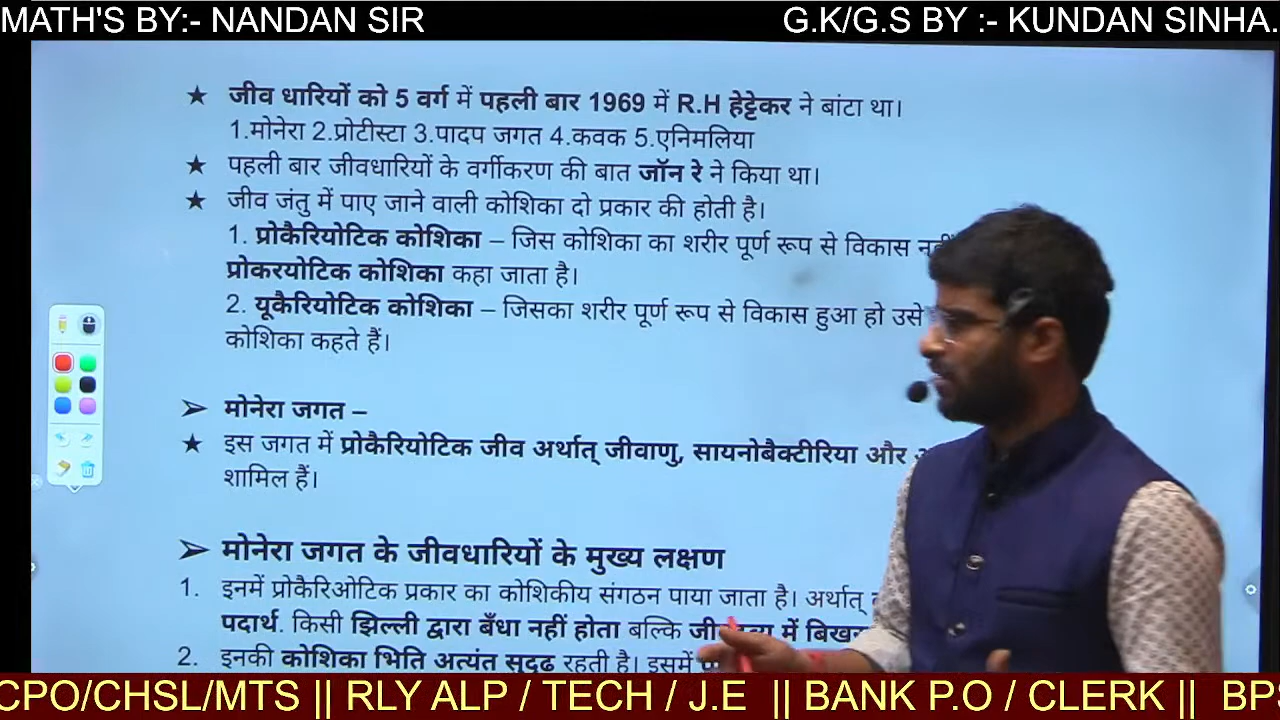 MATH'S BY:- NANDAN SIR G.K/G.S BY :- KUNDAN SINHA.
★ जीव धारियों को 5 वर्ग में पहली बार 1969 में R.H हेट्टेकर ने बांटा था।
1.मोनेरा 2.प्रोटीस्टा 3.पादप जगत 4.कवक 5.एनिमलिया
★ पहली बार जीवधारियों के वर्गीकरण की बात जॉन रे ने किया था।
★ जीव जंतु में पाए जाने वाली कोशिका दो प्रकार की होती है।
1. प्रोकैरियोटिक कोशिका – जिस कोशिका का शरीर पूर्ण रूप से विकास
प्रोकरयोटिक कोशिका कहा जाता है।
2. यूकैरियोटिक कोशिका – जिसका शरीर पूर्ण रूप से विकास हुआ हो उसे
कोशिका कहते हैं।
➢ मोनेरा जगत –
★ इस जगत में प्रोकैरियोटिक जीव अर्थात् जीवाणु, सायनोबैक्टीरिया और
शामिल हैं।
➢ मोनेरा जगत के जीवधारियों के मुख्य लक्षण
1. इनमें प्रोकैरिओटिक प्रकार का कोशिकीय संगठन पाया जाता है। अर्थात्
पदार्थ. किसी झिल्ली द्वारा बँधा नहीं होता बल्कि में
2. इनकी कोशिका भिति अत्यंत सुदृढ़ रहती है। इसमें
CPO/CHSL/MTS || RLY ALP / TECH / J.E || BANK P.O / CLERK ||